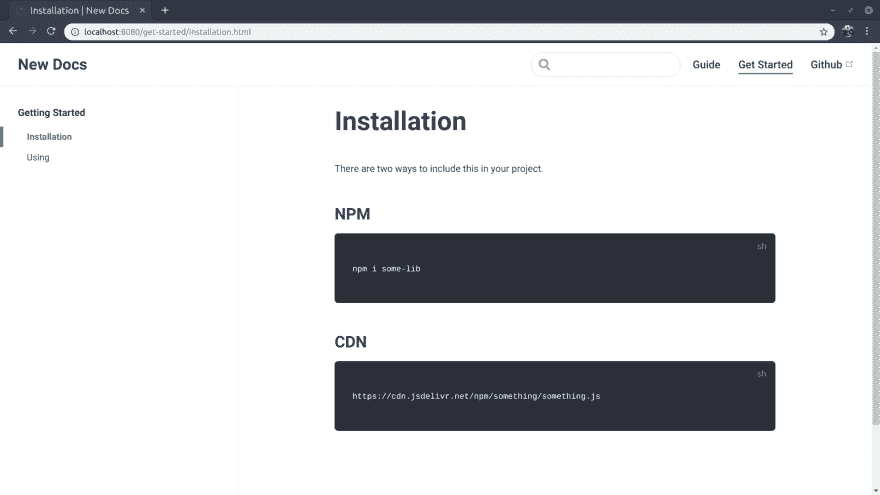 Installation | New Docs
localhost:8080/get-started/installation.html
New Docs
Guide
Get Started
Github
Getting Started
Installation
Using
Installation
There are two ways to include this in your project.
NPM
sh
npm i some-lib
CDN
sh
https://cdn.jsdelivr.net/npm/something/something.js